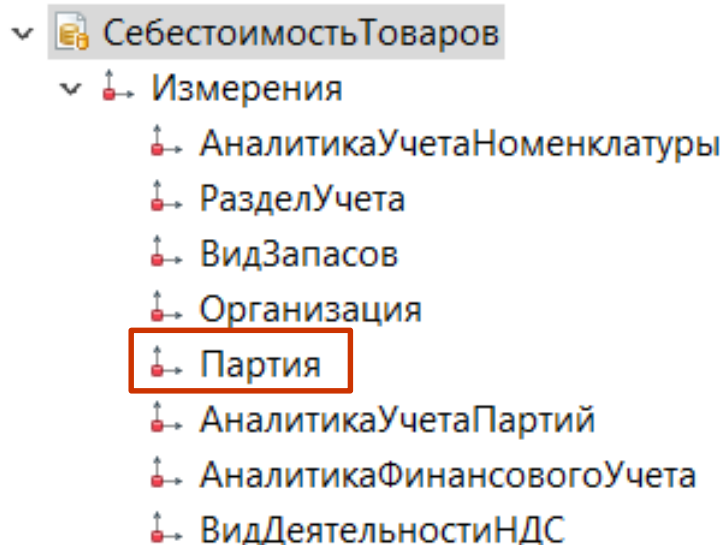 СебестоимостьТоваров
Измерения
АналитикаУчетаНоменклатуры
РазделУчета
ВидЗапасов
Организация
Партия
АналитикаУчетаПартий
АналитикаФинансовогоУчета
ВидДеятельностиНДС